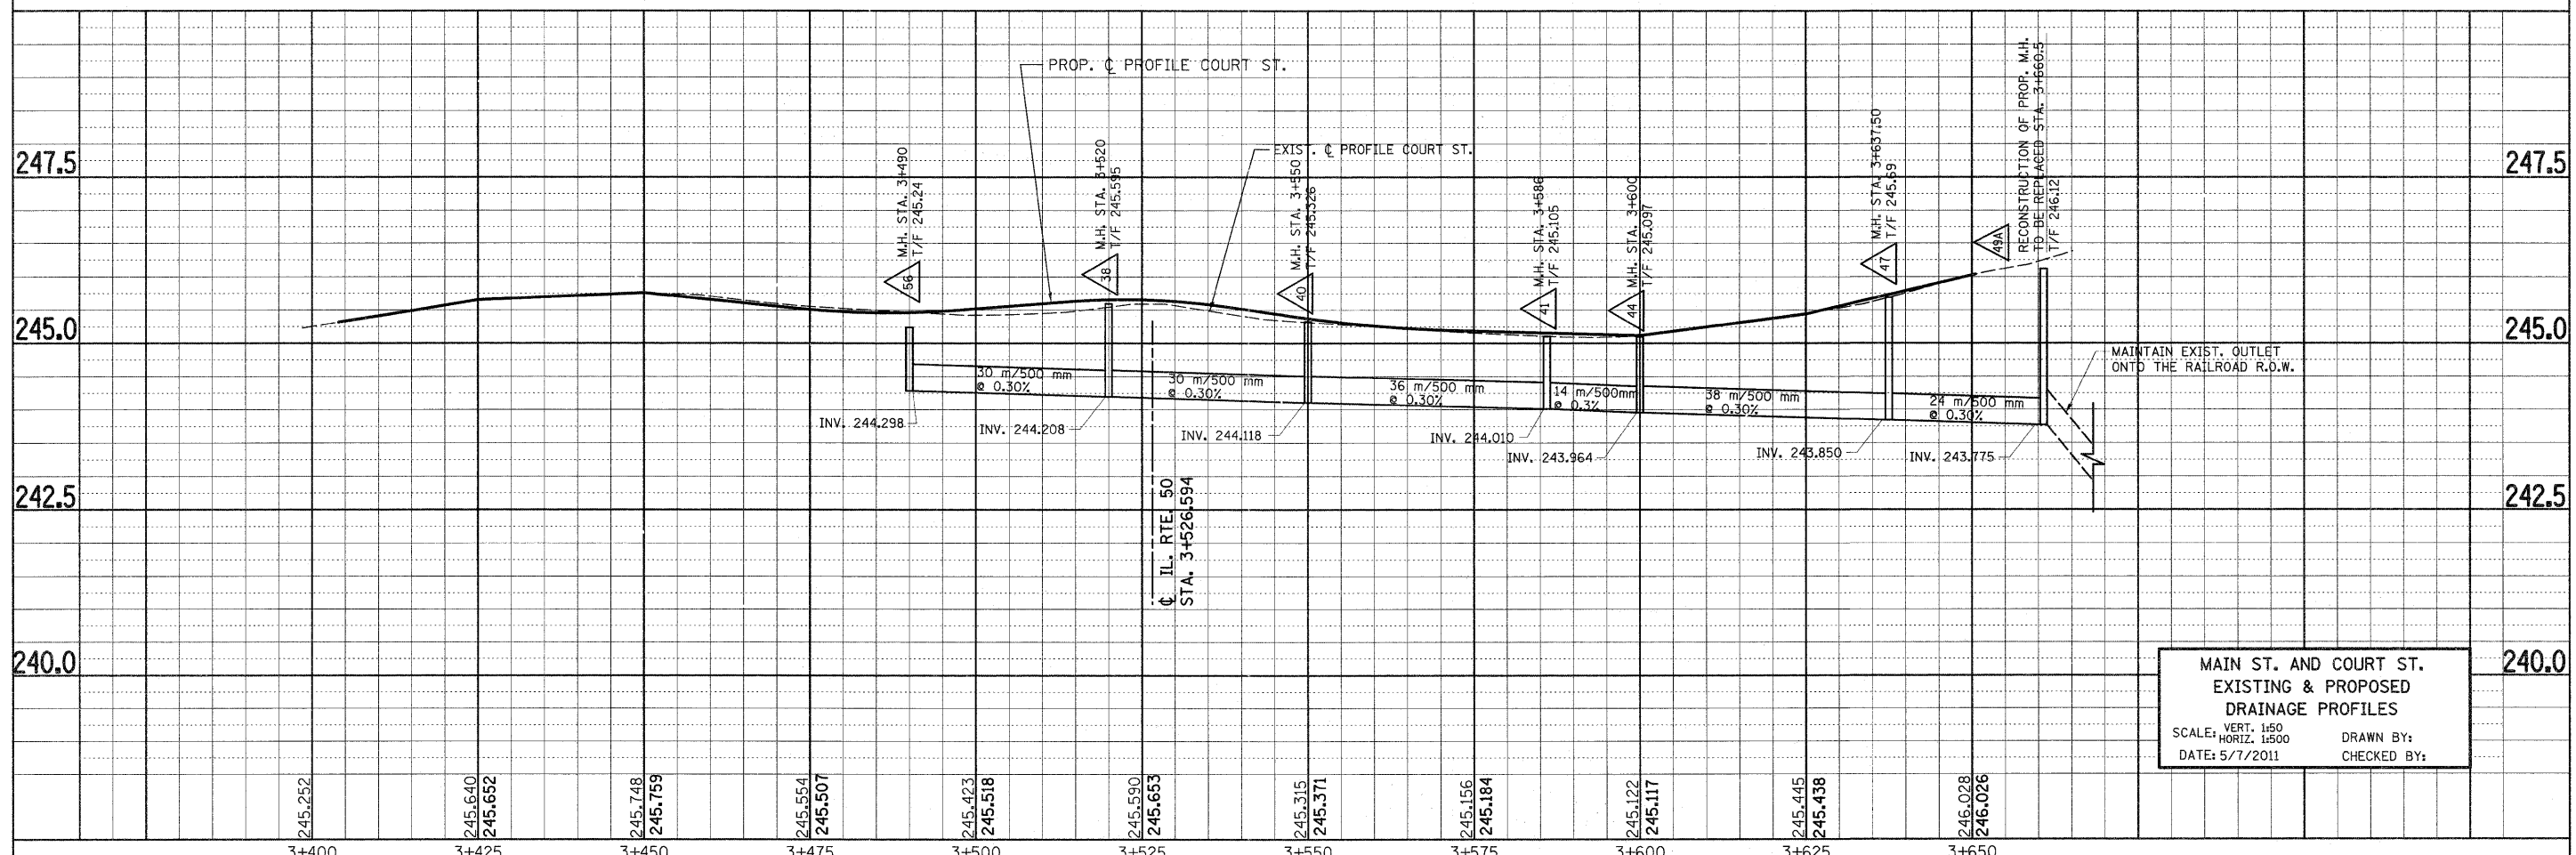 PROP. ℄ PROFILE COURT ST.
EXIST. ℄ PROFILE COURT ST.
247.5
247.5
245.0
245.0
242.5
242.5
240.0
240.0
56
M.H. STA. 3+490
T/F 245.24
38
M.H. STA. 3+520
T/F 245.595
40
M.H. STA. 3+550
T/F 245.326
41
M.H. STA. 3+586
T/F 245.105
44
M.H. STA. 3+600
T/F 245.097
47
M.H. STA. 3+637.50
T/F 245.69
49A
RECONSTRUCTION OF PROP. M.H.
TO BE REPLACED STA. 3+660.5
T/F 246.12
30 m/500 mm
@ 0.30%
30 m/500 mm
@ 0.30%
36 m/500 mm
@ 0.30%
14 m/500mm
@ 0.3%
38 m/500 mm
@ 0.30%
24 m/500 mm
@ 0.30%
MAINTAIN EXIST. OUTLET
ONTO THE RAILROAD R.O.W.
INV. 244.298
INV. 244.208
INV. 244.118
INV. 244.010
INV. 243.964
INV. 243.850
INV. 243.775
℄ IL. RTE. 50
STA. 3+526.594
MAIN ST. AND COURT ST.
EXISTING & PROPOSED
DRAINAGE PROFILES
SCALE: VERT. 1:50
HORIZ. 1:500
DRAWN BY:
DATE: 5/7/2011
CHECKED BY:
245.252
245.640
245.652
245.748
245.759
245.554
245.507
245.423
245.518
245.590
245.653
245.315
245.371
245.156
245.184
245.122
245.117
245.445
245.438
246.028
246.026
3+400
3+425
3+450
3+475
3+500
3+525
3+550
3+575
3+600
3+625
3+650